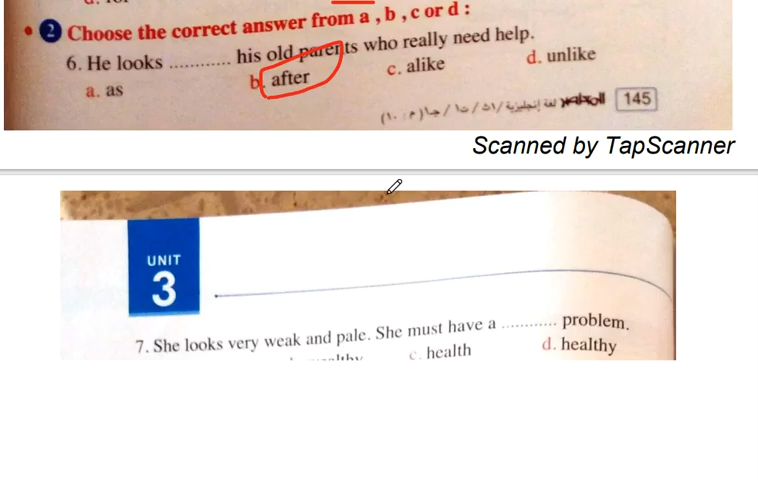 2 Choose the correct answer from a , b , c or d :
6. He looks ............ his old parents who really need help.
a. as b. after c. alike d. unlike
145
Scanned by TapScanner
UNIT
3
7. She looks very weak and pale. She must have a ............ problem.
c. health d. healthy